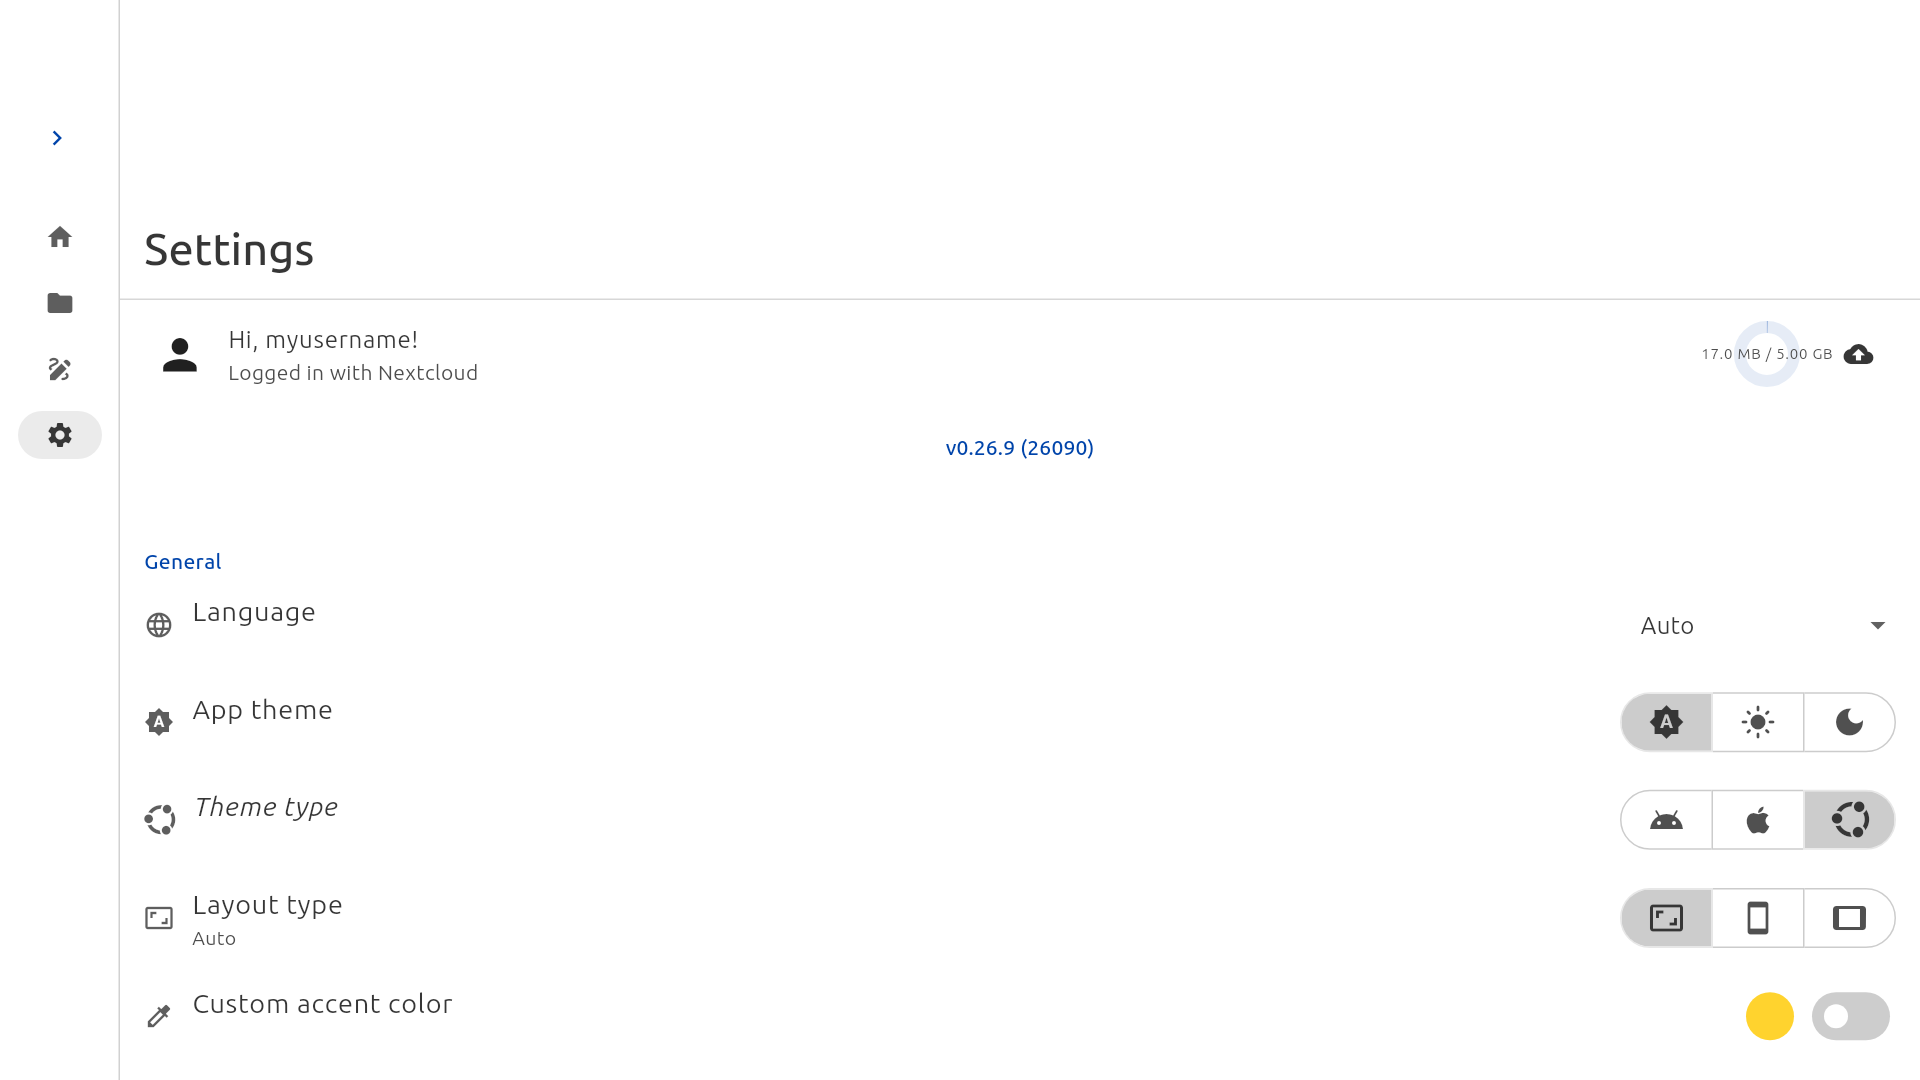 Settings
Hi, myusername!
Logged in with Nextcloud
17.0 MB / 5.00 GB
v0.26.9 (26090)
General
Language
Auto
App theme
Theme type
Layout type
Auto
Custom accent color